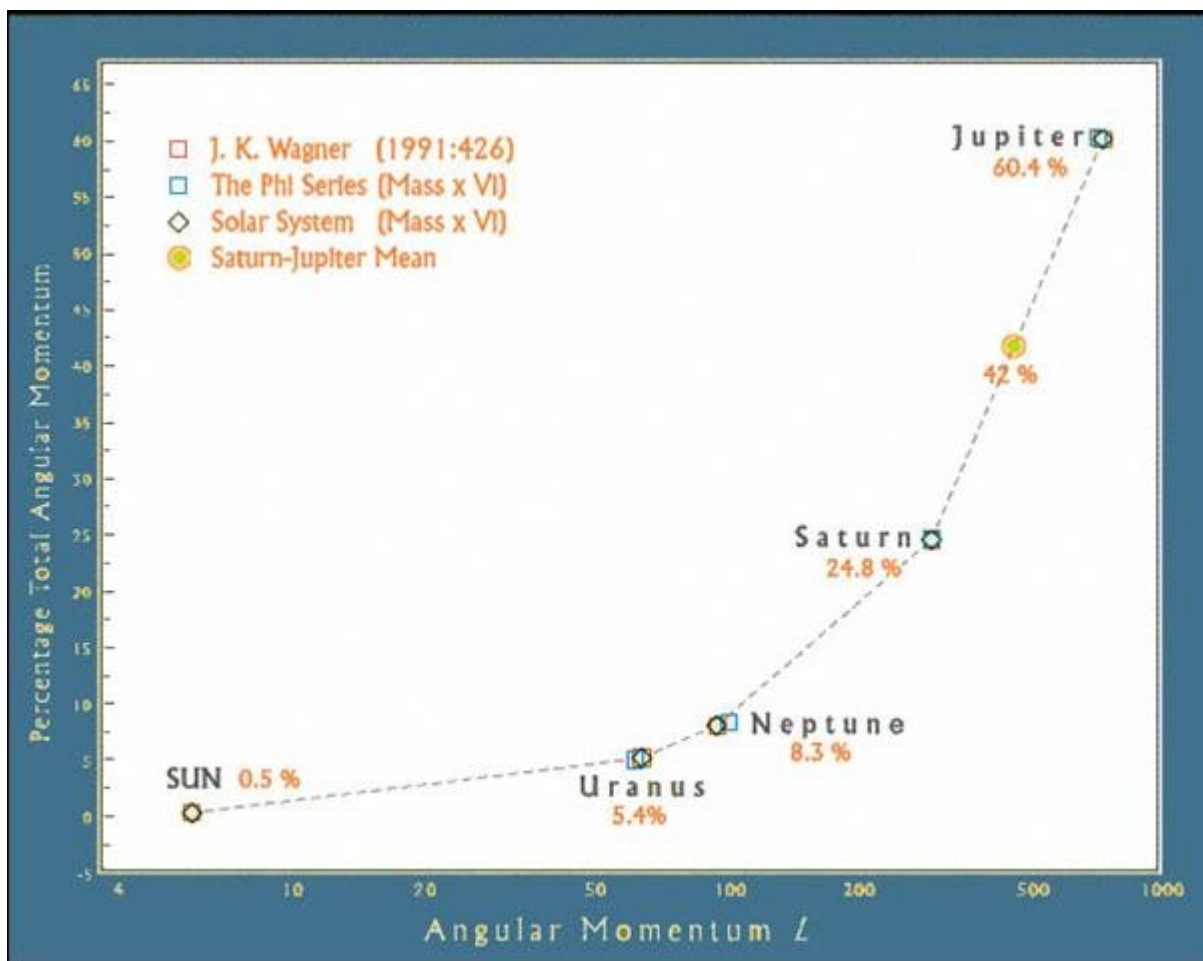 65
60
55
50
45
40
35
30
25
20
15
10
5
0
-5
Percentage Total Angular Momentum
J. K. Wagner (1991:426)
The Phi Series (Mass x Vi)
Solar System (Mass x Vi)
Saturn-Jupiter Mean
Jupiter
60.4 %
42 %
Saturn
24.8 %
Neptune
8.3 %
Uranus
5.4%
SUN 0.5 %
4 10 20 50 100 200 500 1000
Angular Momentum L